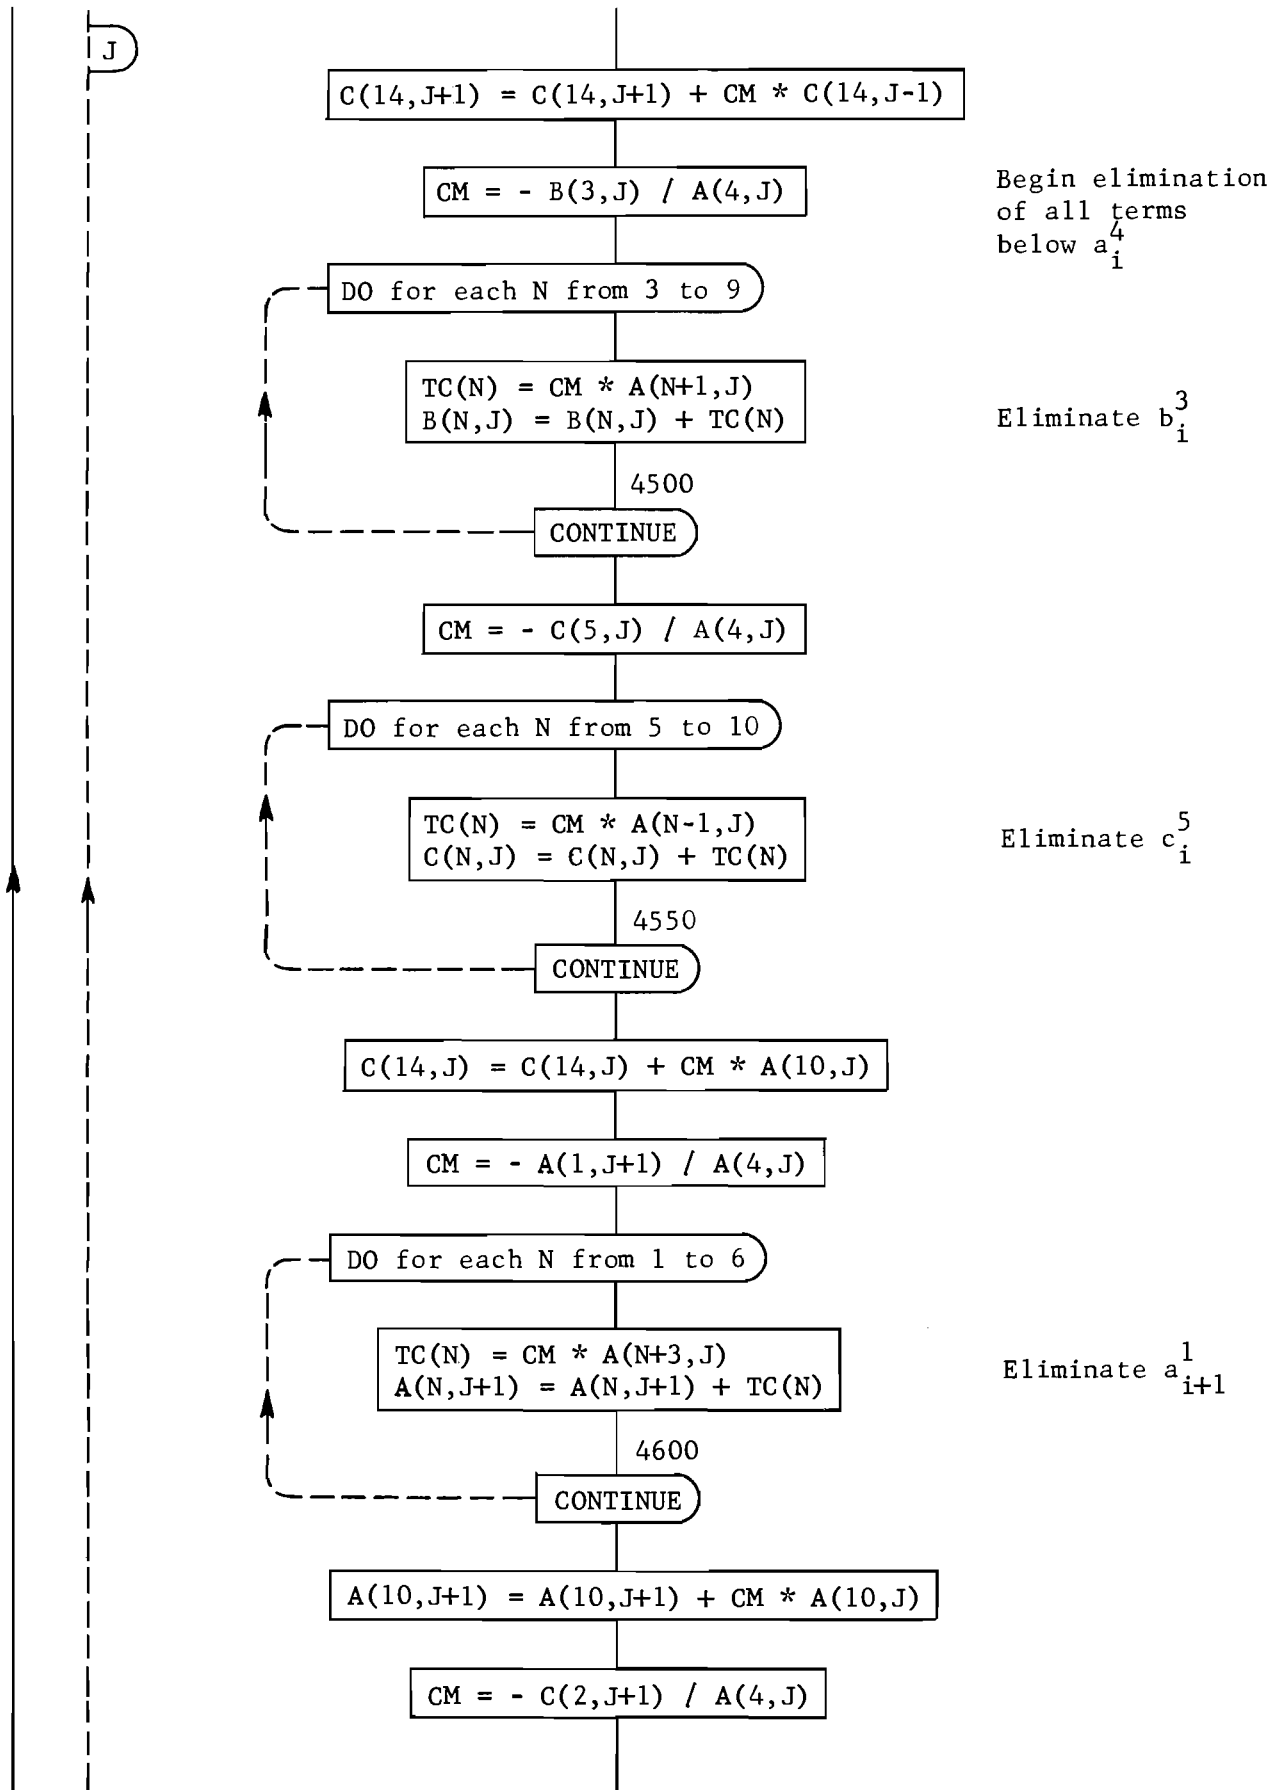 J
C(14,J+1) = C(14,J+1) + CM * C(14,J-1)
CM = - B(3,J) / A(4,J)
Begin elimination
of all terms
below a_i^4
DO for each N from 3 to 9
TC(N) = CM * A(N+1,J)
B(N,J) = B(N,J) + TC(N)
Eliminate b_i^3
4500
CONTINUE
CM = - C(5,J) / A(4,J)
DO for each N from 5 to 10
TC(N) = CM * A(N-1,J)
C(N,J) = C(N,J) + TC(N)
Eliminate c_i^5
4550
CONTINUE
C(14,J) = C(14,J) + CM * A(10,J)
CM = - A(1,J+1) / A(4,J)
DO for each N from 1 to 6
TC(N) = CM * A(N+3,J)
A(N,J+1) = A(N,J+1) + TC(N)
Eliminate a_{i+1}^1
4600
CONTINUE
A(10,J+1) = A(10,J+1) + CM * A(10,J)
CM = - C(2,J+1) / A(4,J)